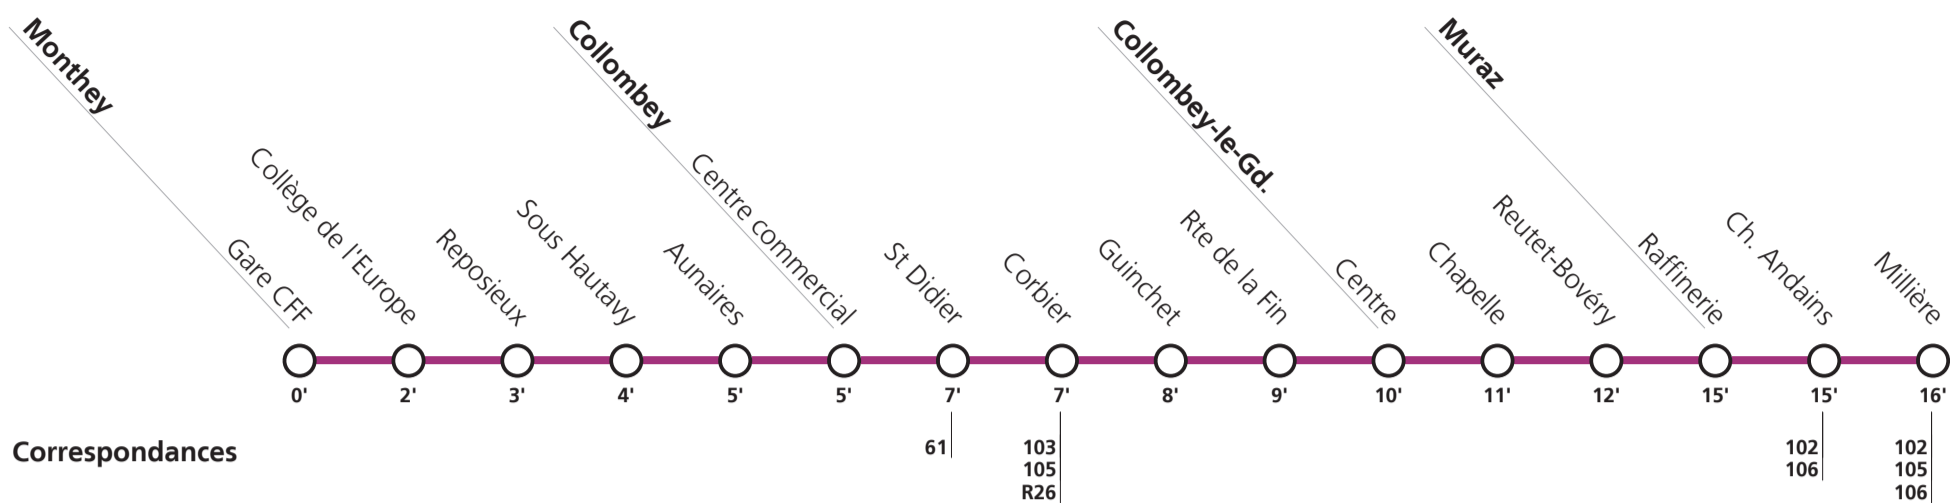 Monthey
Collombey
Collombey-le-Gd.
Muraz
Gare CFF
Collège de l'Europe
Reposieux
Sous Hautavy
Aunaires
Centre commercial
St Didier
Corbier
Guinchet
Rte de la Fin
Centre
Chapelle
Reutet-Bovéry
Raffinerie
Ch. Andains
Millière
0' 2' 3' 4' 5' 5' 7' 7' 8' 9' 10' 11' 12' 15' 15' 16'
Correspondances
61
103
105
R26
102
106
102
105
106